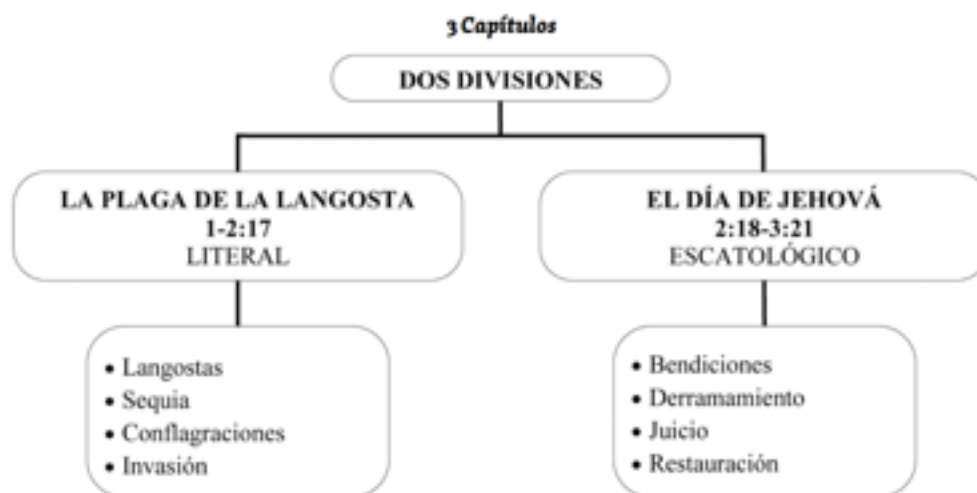 3 Capítulos
DOS DIVISIONES
LA PLAGA DE LA LANGOSTA
1-2:17
LITERAL
• Langostas
• Sequia
• Conflagraciones
• Invasión
EL DÍA DE JEHOVÁ
2:18-3:21
ESCATOLÓGICO
• Bendiciones
• Derramamiento
• Juicio
• Restauración